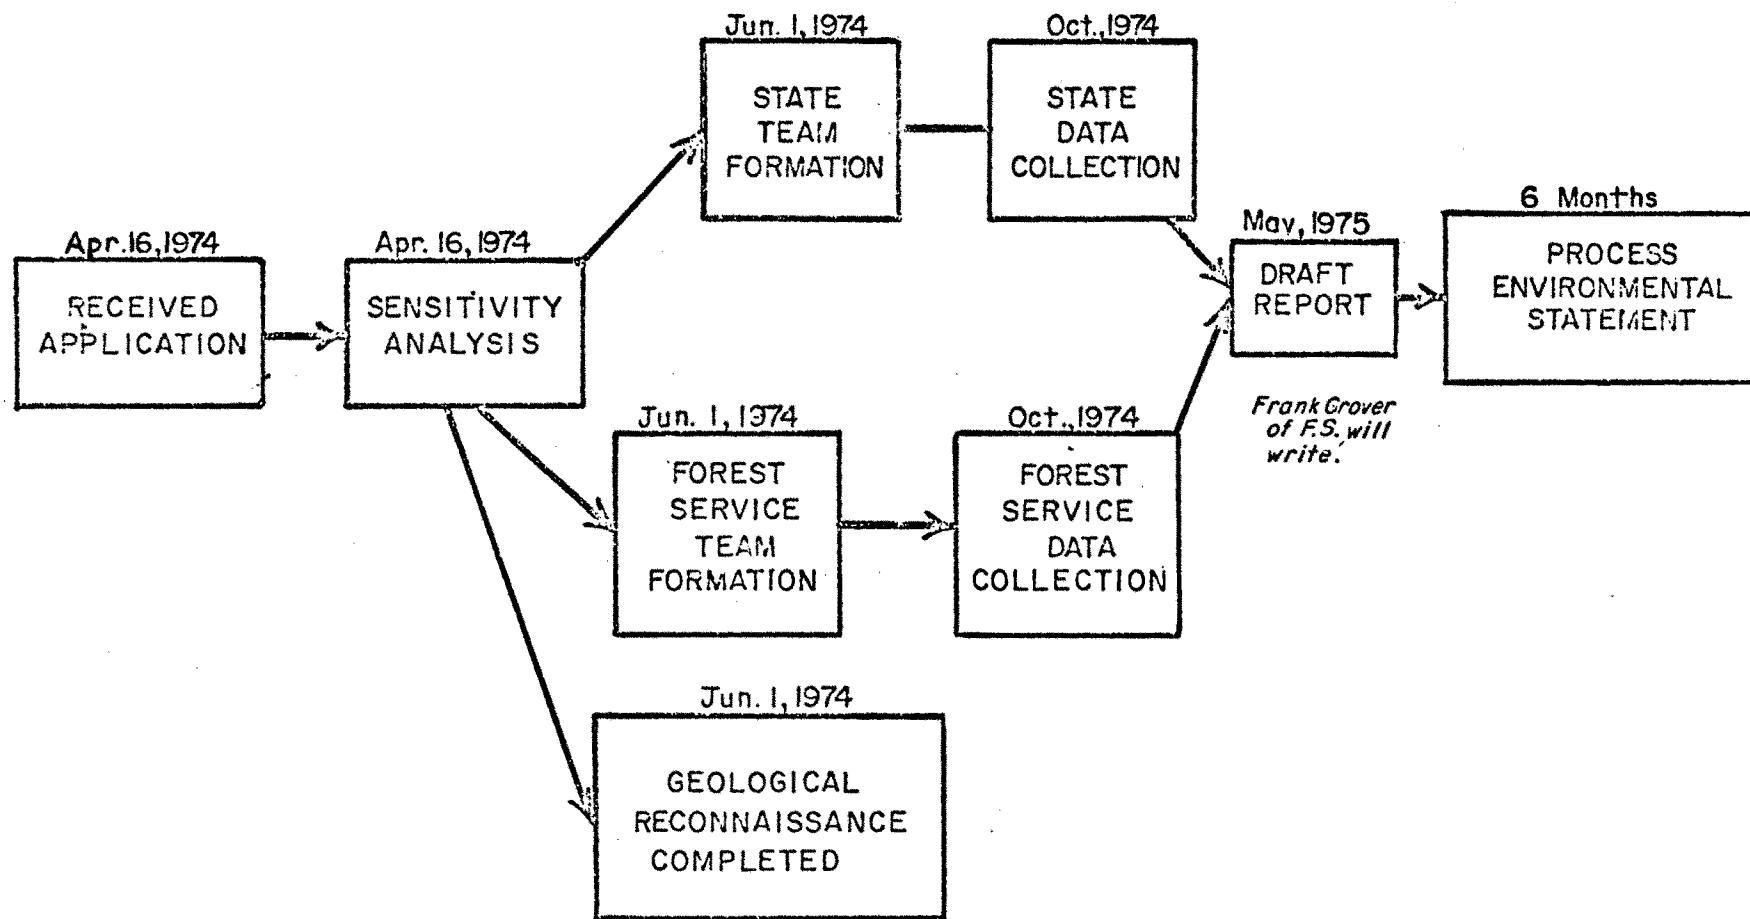 Jun. 1, 1974
STATE
TEAM
FORMATION
Oct., 1974
STATE
DATA
COLLECTION
Apr. 16, 1974
RECEIVED
APPLICATION
Apr. 16, 1974
SENSITIVITY
ANALYSIS
May, 1975
DRAFT
REPORT
Frank Grover
of F.S. will
write.
6 Months
PROCESS
ENVIRONMENTAL
STATEMENT
Jun. 1, 1974
FOREST
SERVICE
TEAM
FORMATION
Oct., 1974
FOREST
SERVICE
DATA
COLLECTION
Jun. 1, 1974
GEOLOGICAL
RECONNAISSANCE
COMPLETED